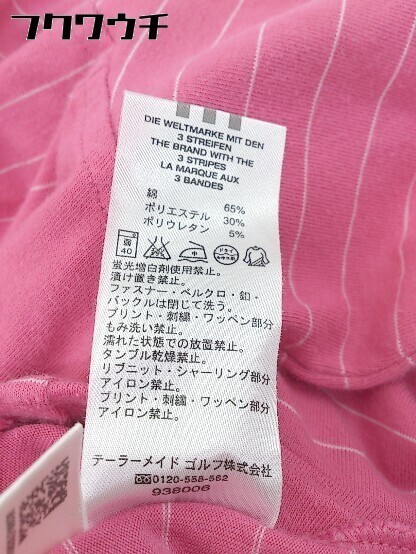 フクワウチ
DIE WELTMARKE MIT DEN
3 STREIFEN
THE BRAND WITH THE
3 STRIPES
LA MARQUE AUX
3 BANDES
綿 65%
ポリエステル 30%
ポリウレタン 5%
弱
40
ドライ
蛍光増白剤使用禁止。
漬け置き禁止。
ファスナー・ベルクロ・釦・
バックルは閉じて洗う。
プリント・刺繍・ワッペン部分
もみ洗い禁止。
濡れた状態での放置禁止。
タンブル乾燥禁止。
リブニット・シャーリング部分
アイロン禁止。
プリント・刺繍・ワッペン部分
アイロン禁止。
テーラーメイド ゴルフ株式会社
0120-558-562
938006